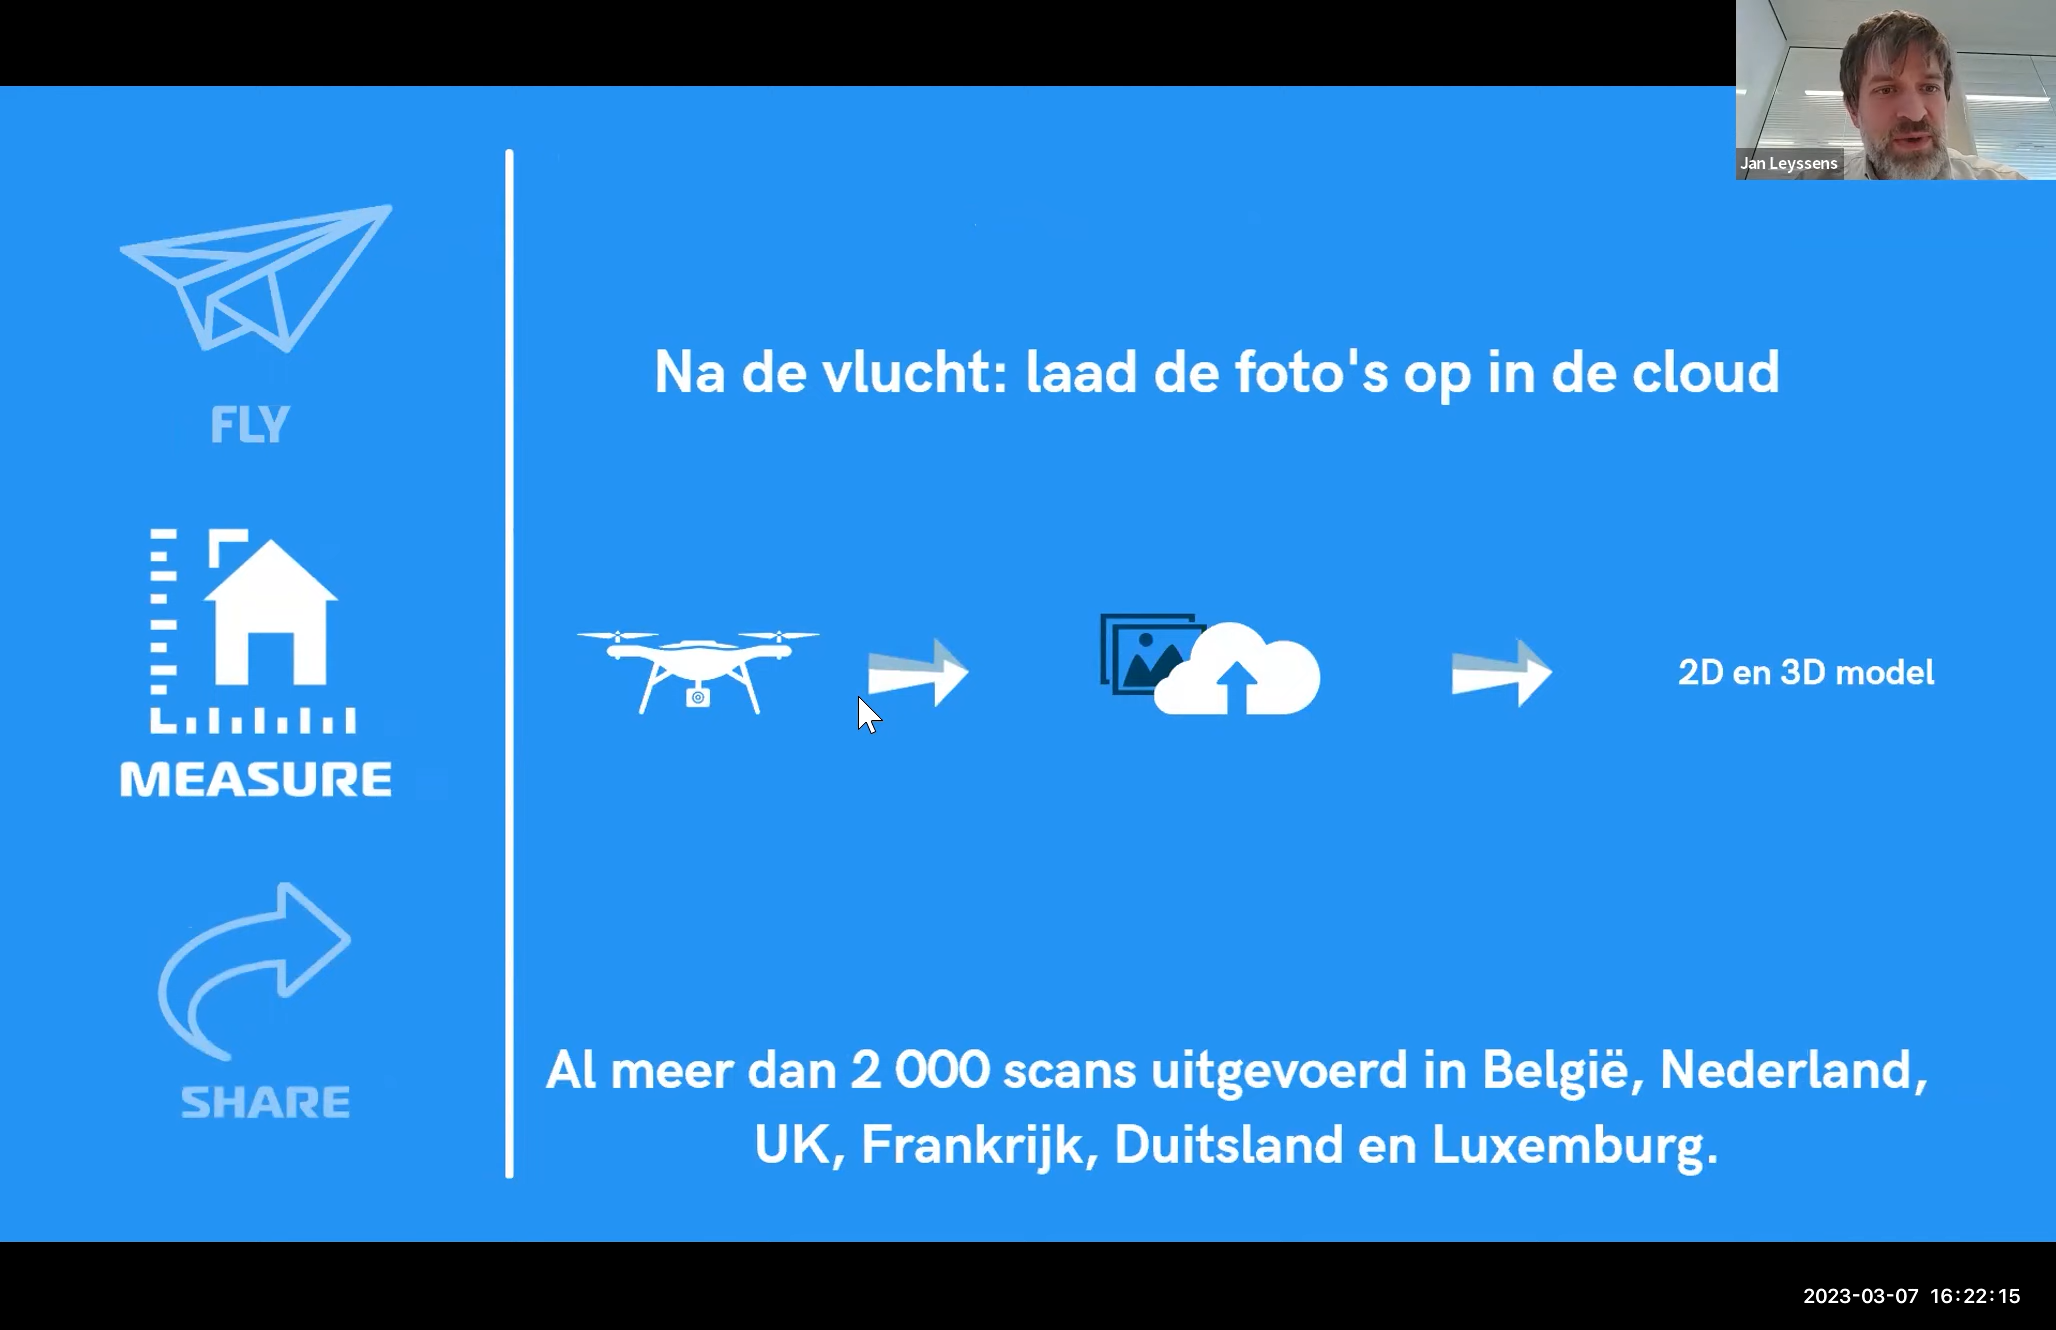 Jan Leyssens
FLY
MEASURE
SHARE
Na de vlucht: laad de foto's op in de cloud
2D en 3D model
Al meer dan 2 000 scans uitgevoerd in België, Nederland,
UK, Frankrijk, Duitsland en Luxemburg.
2023-03-07 16:22:15